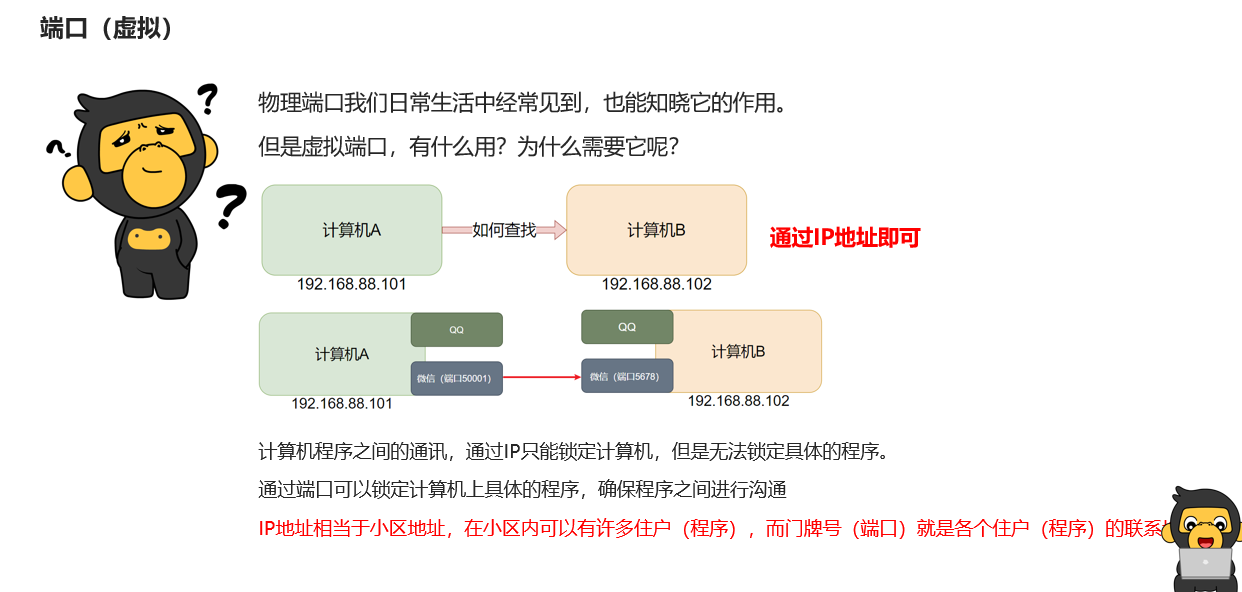 端口（虚拟）
物理端口我们日常生活中经常见到，也能知晓它的作用。
但是虚拟端口，有什么用？为什么需要它呢？
计算机A
如何查找
计算机B
通过IP地址即可
192.168.88.101
192.168.88.102
QQ
QQ
计算机A
计算机B
微信（端口50001）
微信（端口5678）
192.168.88.101
192.168.88.102
计算机程序之间的通讯，通过IP只能锁定计算机，但是无法锁定具体的程序。
通过端口可以锁定计算机上具体的程序，确保程序之间进行沟通
IP地址相当于小区地址，在小区内可以有许多住户（程序），而门牌号（端口）就是各个住户（程序）的联系